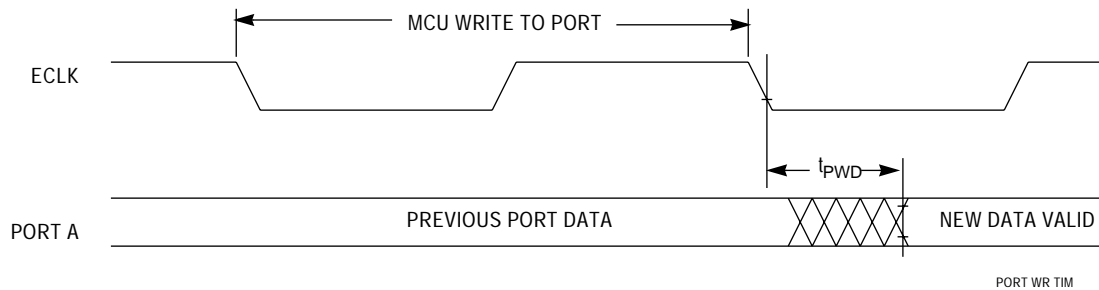 MCU WRITE TO PORT
ECLK
tPWD
PORT A
PREVIOUS PORT DATA
NEW DATA VALID
PORT WR TIM